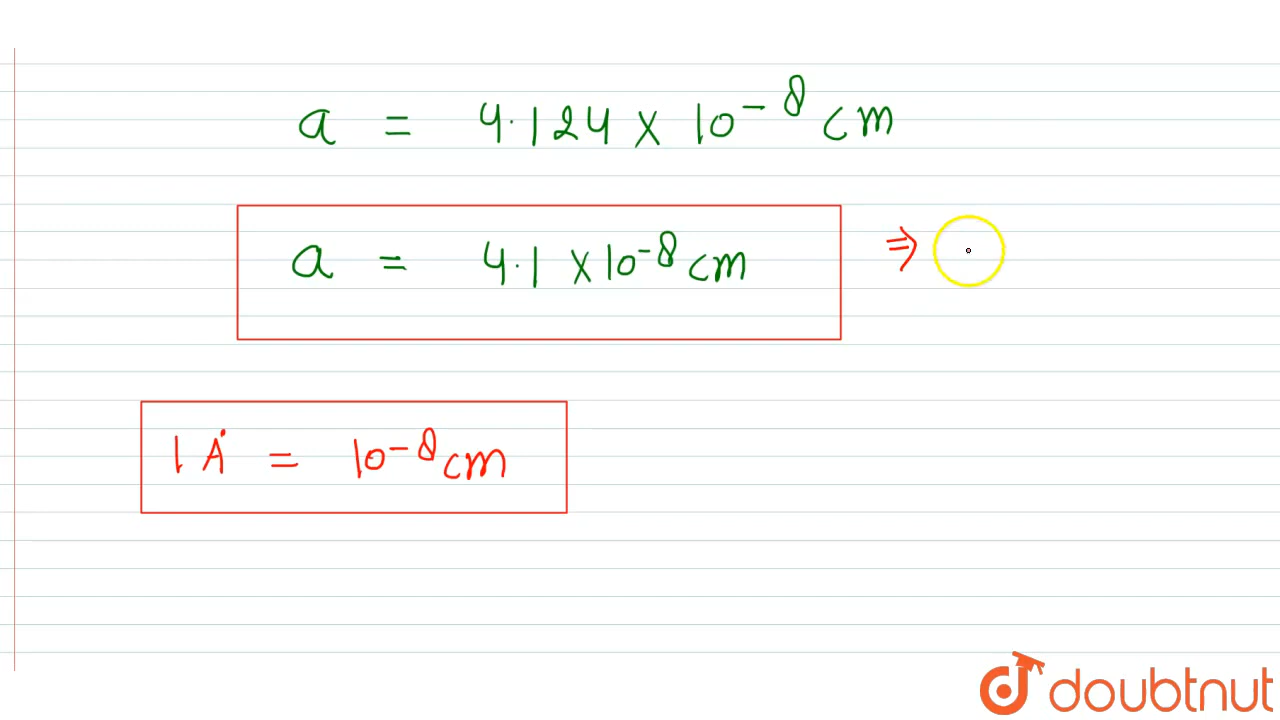 a = 4.124 × 10⁻⁸ cm
a = 4.1 × 10⁻⁸ cm ⇒
1 Å = 10⁻⁸ cm
doubtnut